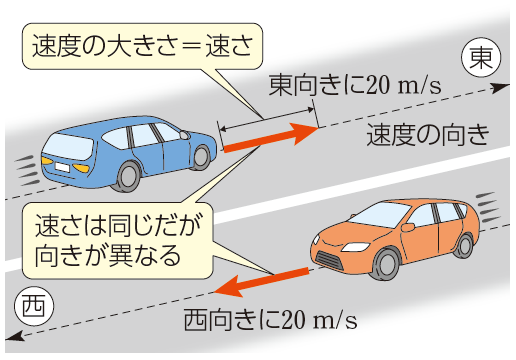 速度の大きさ＝速さ
東
東向きに20 m/s
速度の向き
速さは同じだが
向きが異なる
西
西向きに20 m/s